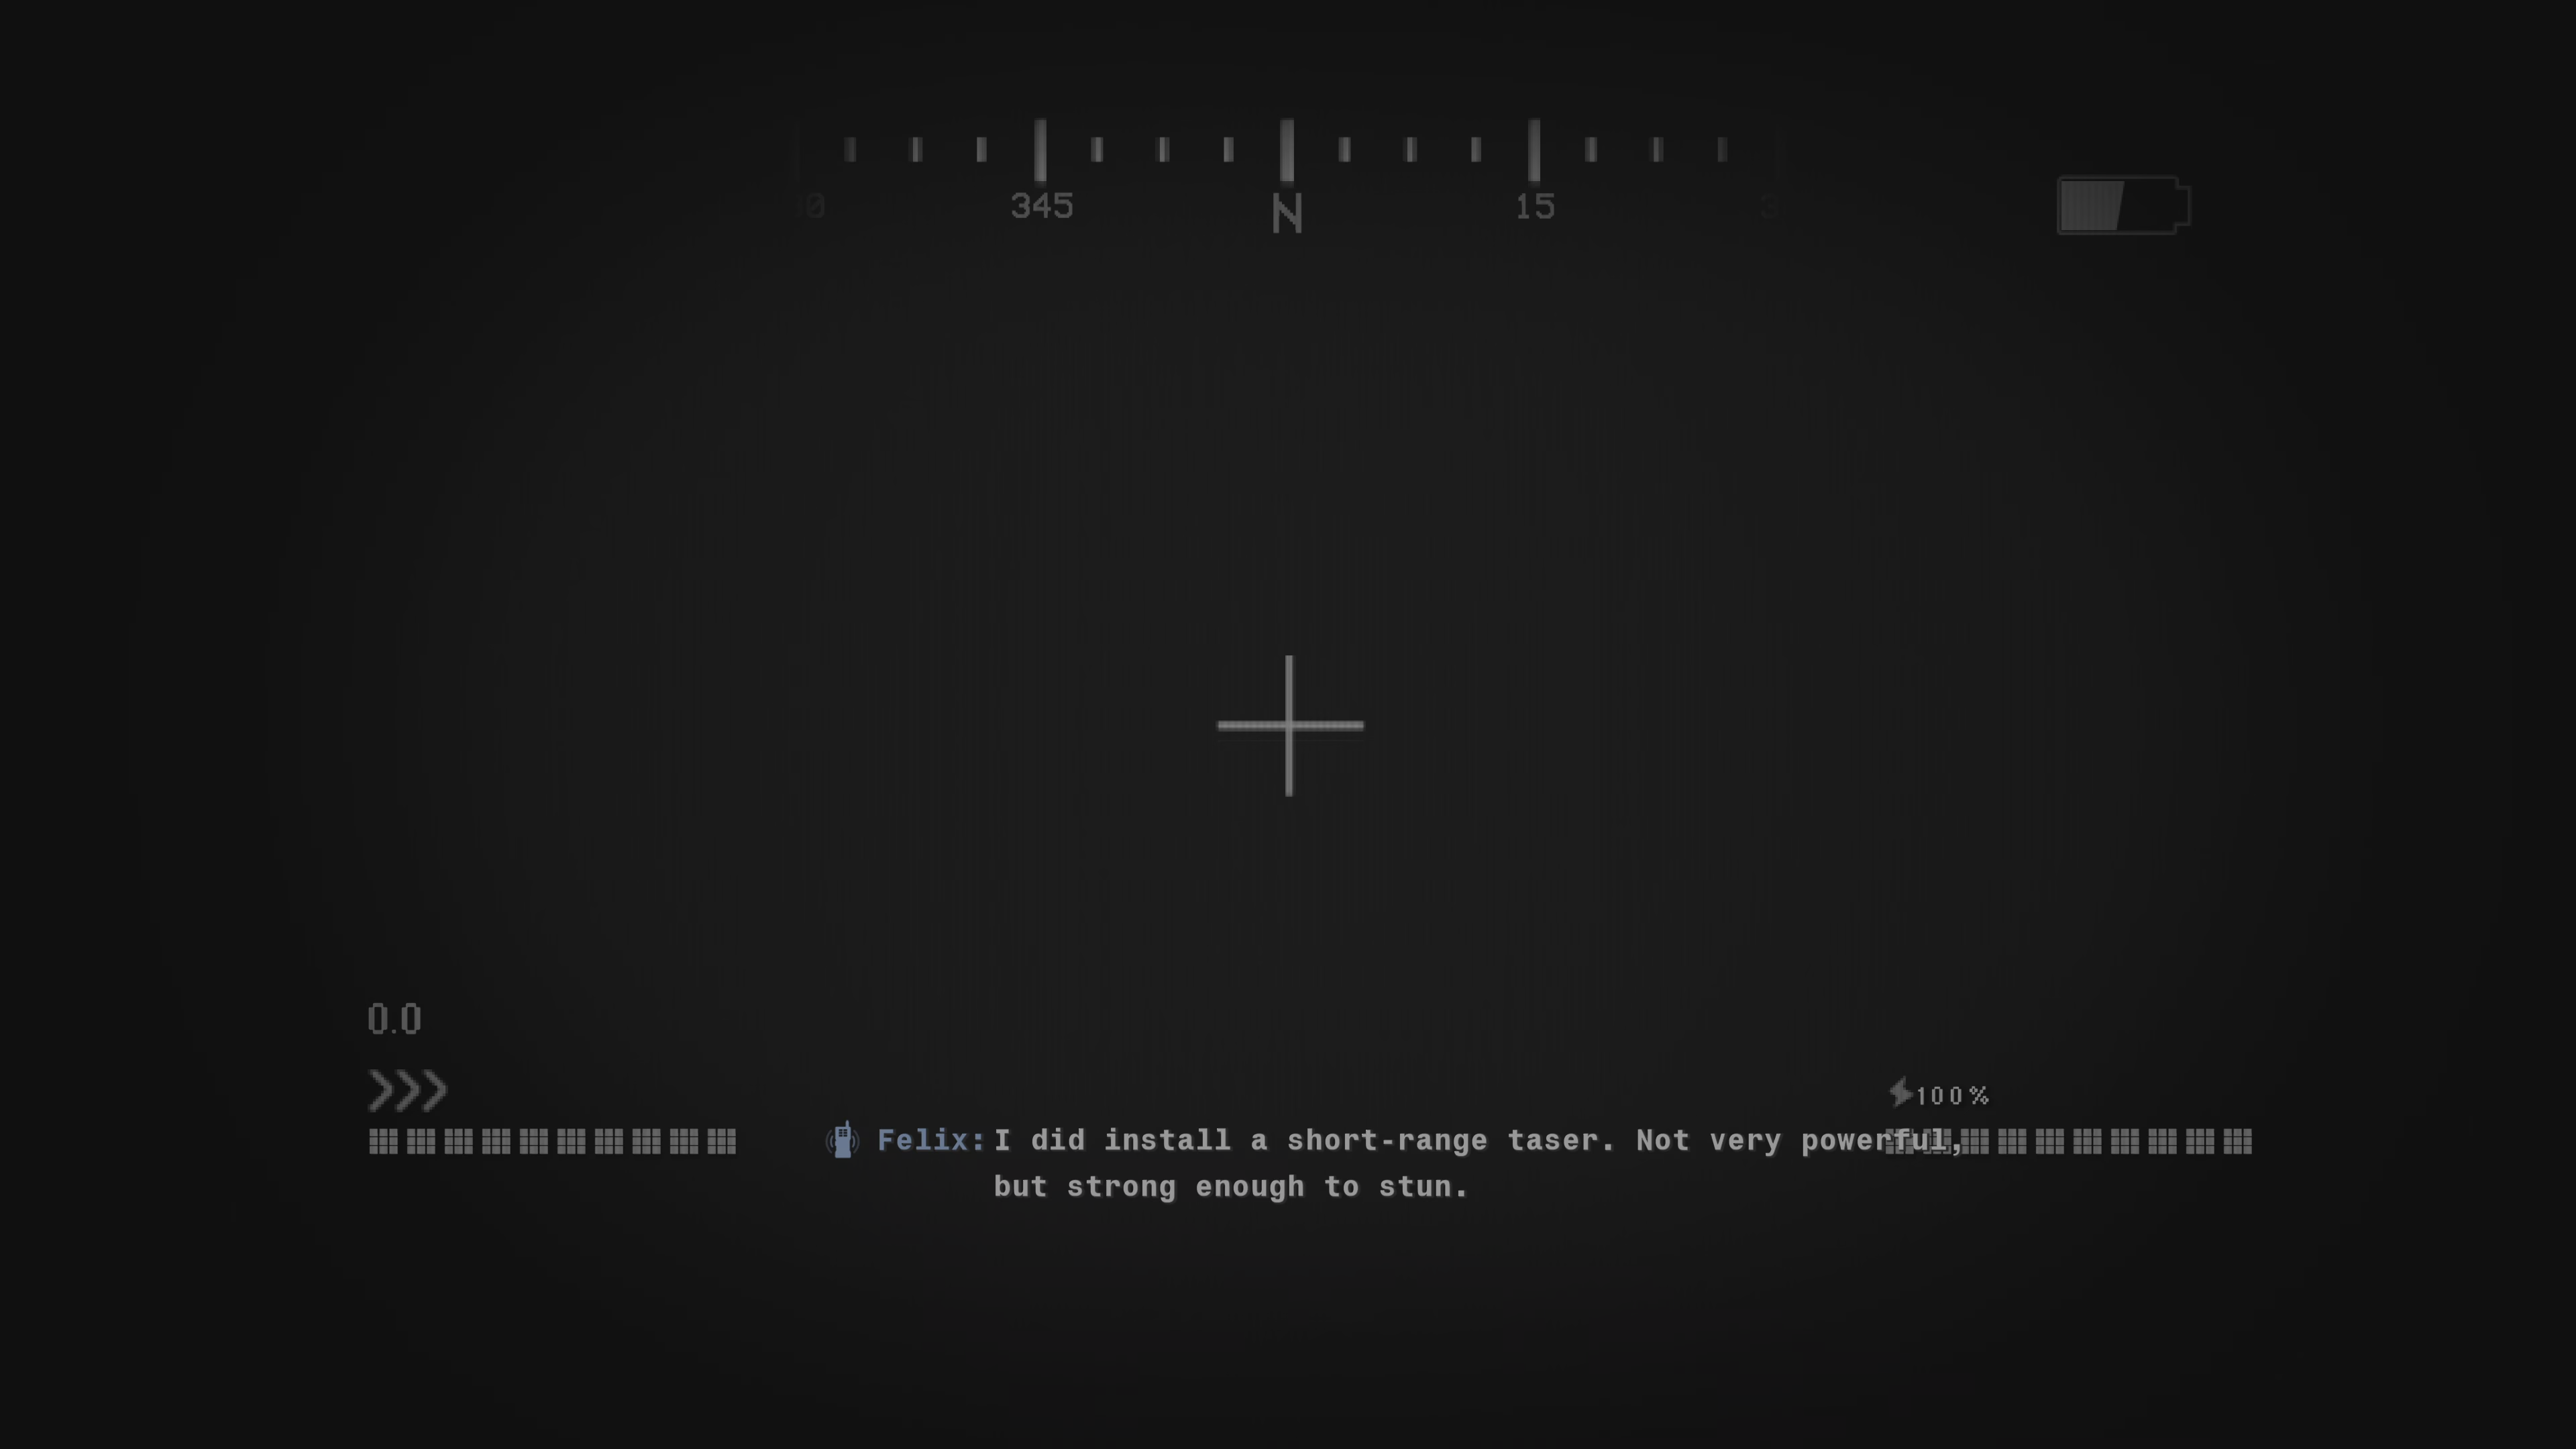 345
N
15
0.0
100%
Felix: I did install a short-range taser. Not very powerful,
but strong enough to stun.